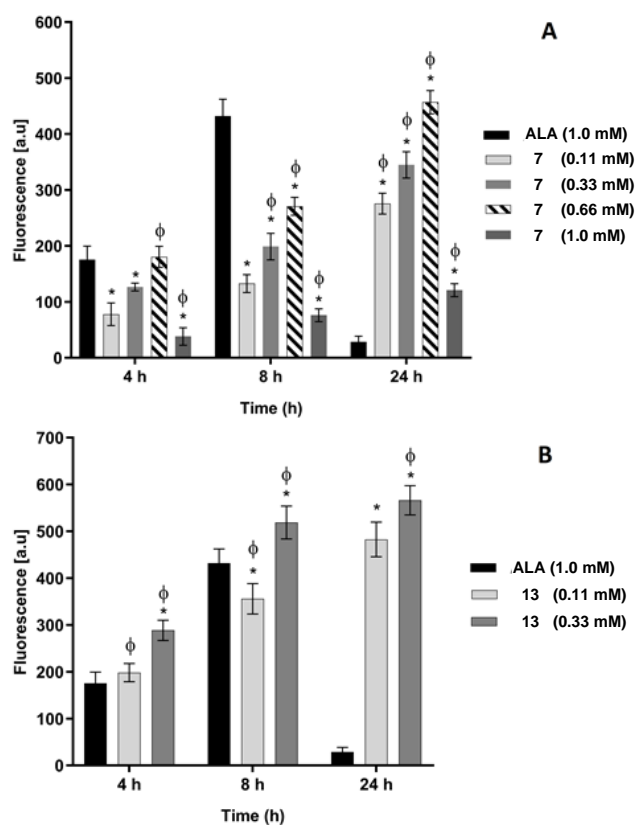 A
600
500
400
300
200
100
0
Fluorescence [a.u]
ϕ
*
ϕ
*
ϕ
*
ϕ
*
ϕ
*
*
*
ϕ
ϕ
*
ϕ
*
ϕ
*
*
ϕ
*
4 h
8 h
24 h
Time (h)
ALA (1.0 mM)
7 (0.11 mM)
7 (0.33 mM)
7 (0.66 mM)
7 (1.0 mM)
B
700
600
500
400
300
200
100
0
Fluorescence [a.u]
ϕ
ϕ
*
ϕ
*
ϕ
*
*
ϕ
*
4 h
8 h
24 h
Time (h)
ALA (1.0 mM)
13 (0.11 mM)
13 (0.33 mM)